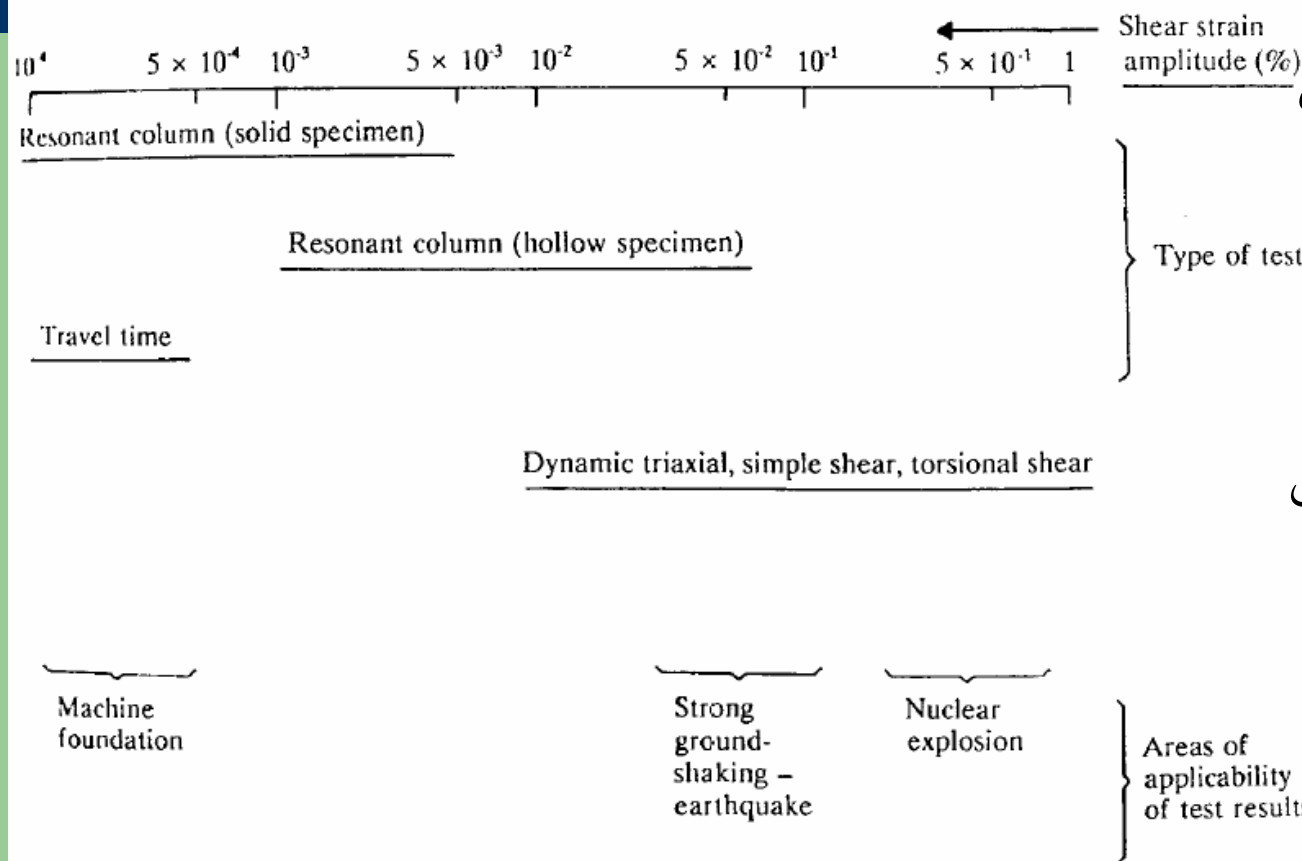 Shear strain
amplitude (%)
10⁴ 5 × 10⁻⁴ 10⁻³ 5 × 10⁻³ 10⁻² 5 × 10⁻² 10⁻¹ 5 × 10⁻¹ 1
Resonant column (solid specimen)
Resonant column (hollow specimen)
Type of test
Travel time
Dynamic triaxial, simple shear, torsional shear
Machine
foundation
Strong
ground-
shaking –
earthquake
Nuclear
explosion
Areas of
applicability
of test result